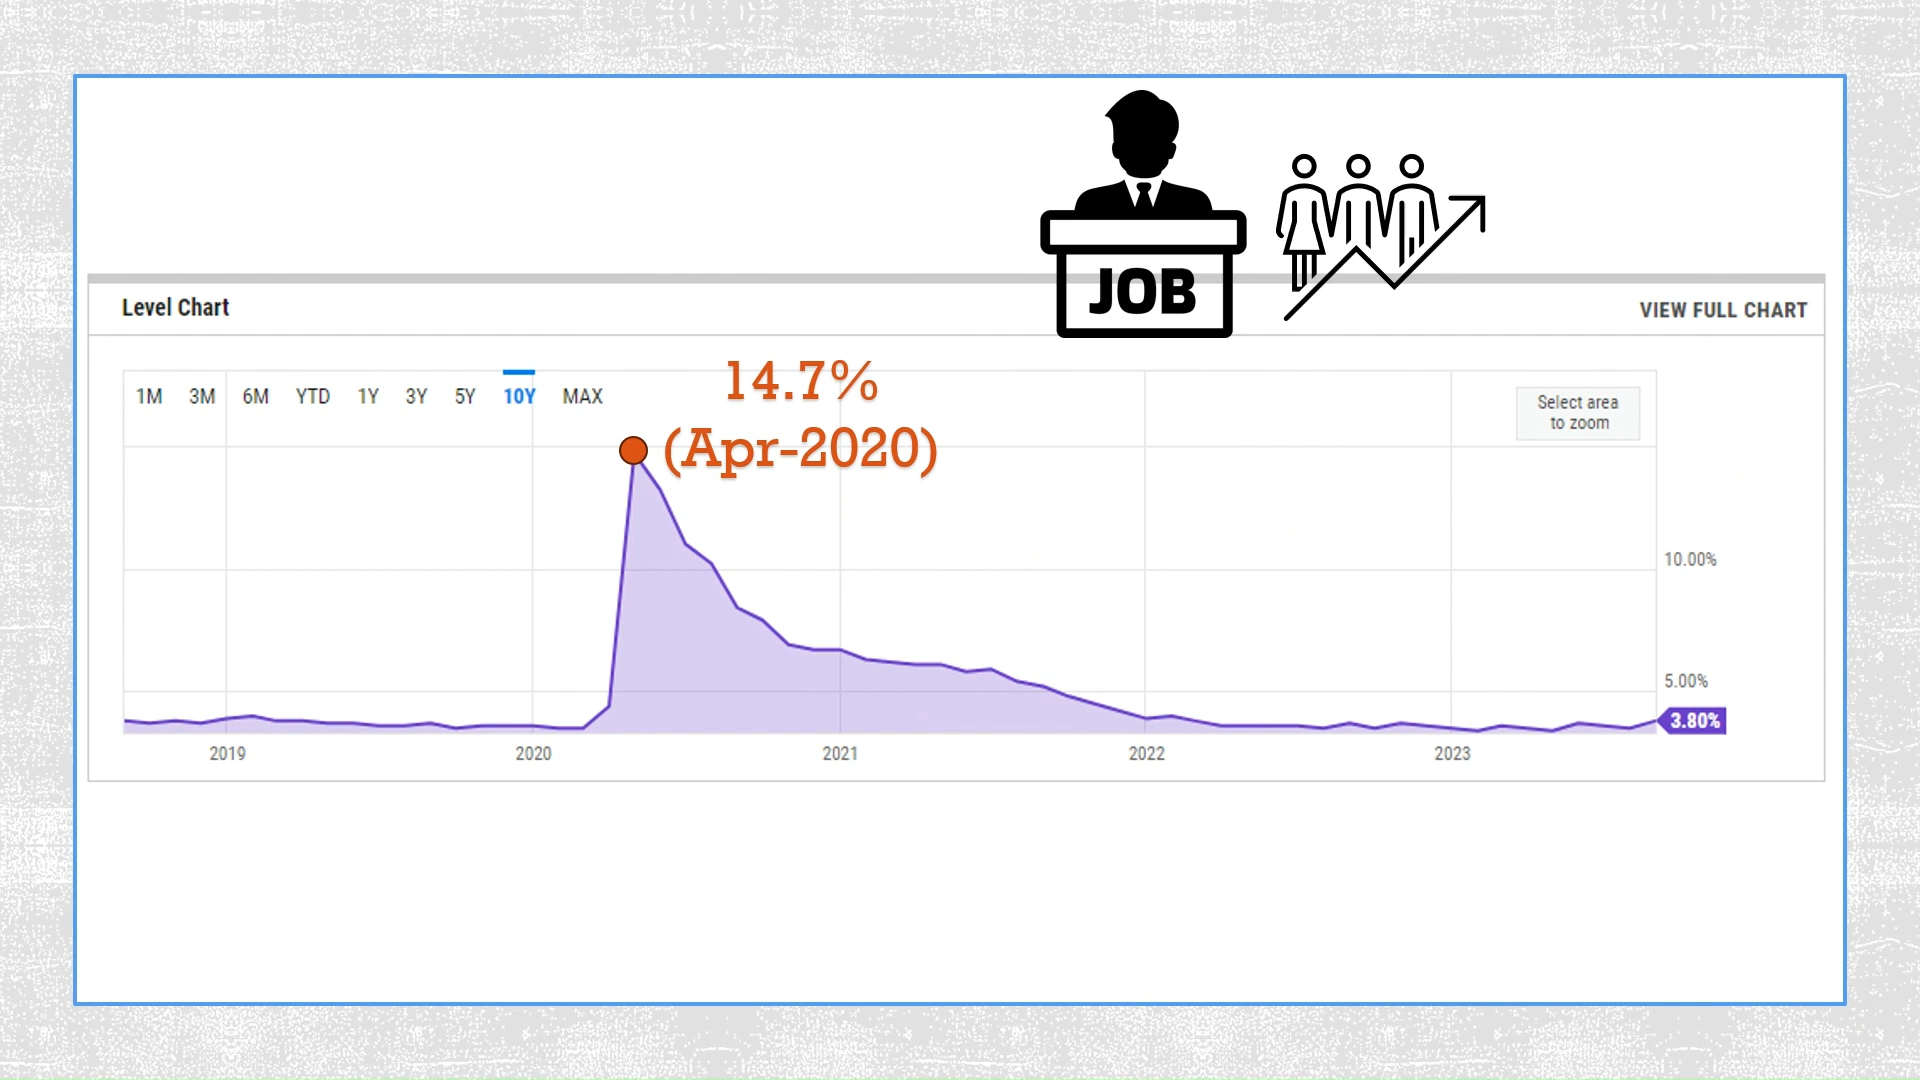 JOB
Level Chart
VIEW FULL CHART
1M 3M 6M YTD 1Y 3Y 5Y 10Y MAX
14.7%
(Apr-2020)
Select area
to zoom
10.00%
5.00%
3.80%
2019 2020 2021 2022 2023